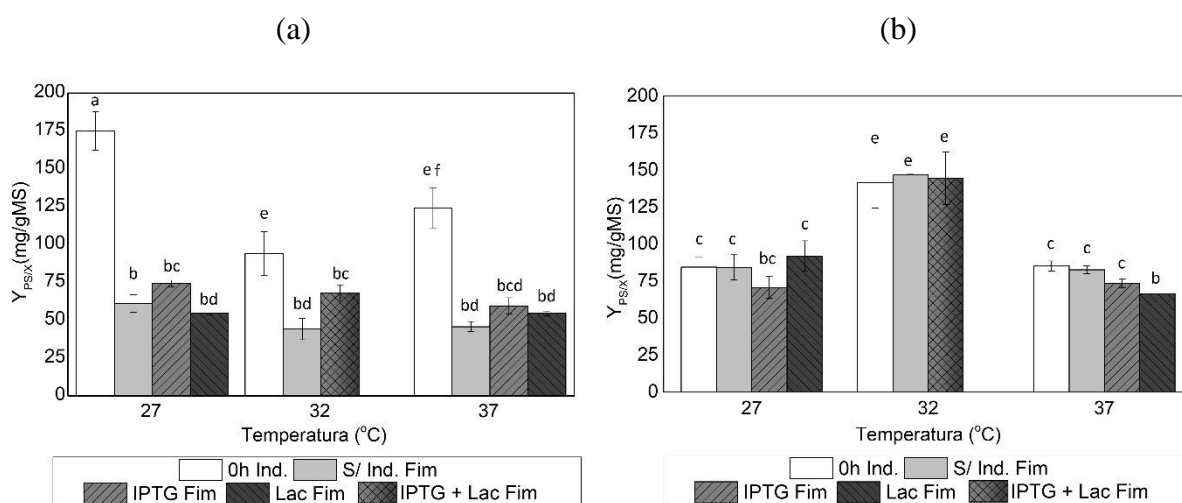 (a)
(b)
200
175
150
125
100
75
50
25
0
Y_PS/X (mg/gMS)
a
b
bc
bd
e
bd
bc
e f
bd
bcd
bd
27
32
37
Temperatura (°C)
0h Ind.
S/ Ind. Fim
IPTG Fim
Lac Fim
IPTG + Lac Fim
200
175
150
125
100
75
50
25
0
Y_PS/X (mg/gMS)
c
c
bc
c
e
e
e
c
c
c
b
27
32
37
Temperatura (°C)
0h Ind.
S/ Ind. Fim
IPTG Fim
Lac Fim
IPTG + Lac Fim